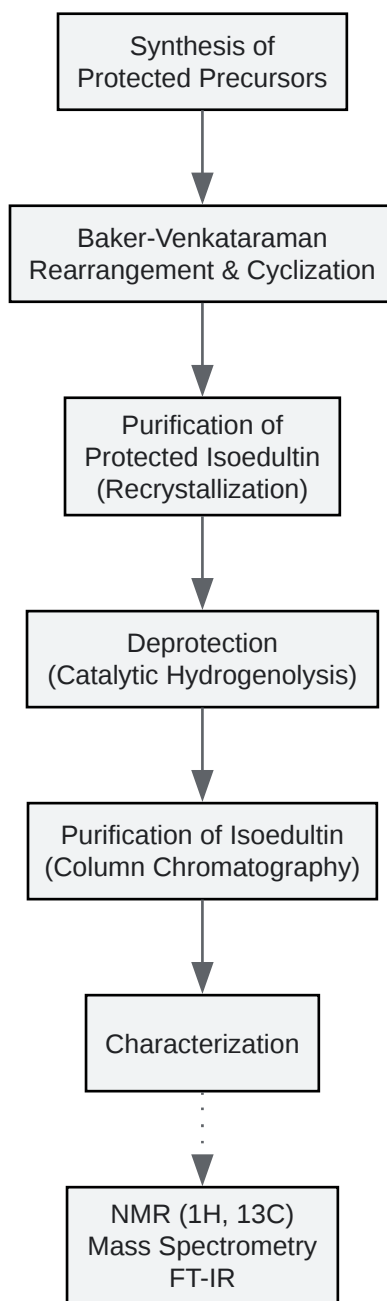 Synthesis of
Protected Precursors
Baker-Venkataraman
Rearrangement & Cyclization
Purification of
Protected Isoedultin
(Recrystallization)
Deprotection
(Catalytic Hydrogenolysis)
Purification of Isoedultin
(Column Chromatography)
Characterization
NMR (1H, 13C)
Mass Spectrometry
FT-IR